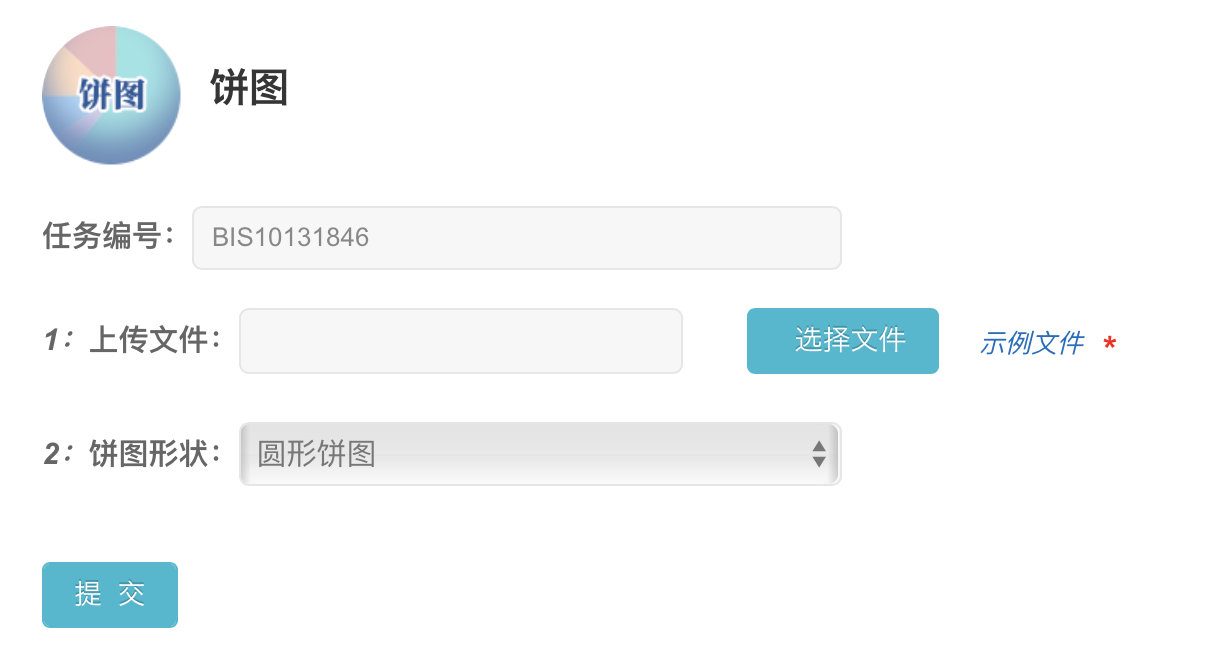 饼图
饼图
任务编号： BIS10131846
1：上传文件： 选择文件 示例文件 *
2：饼图形状： 圆形饼图
提 交